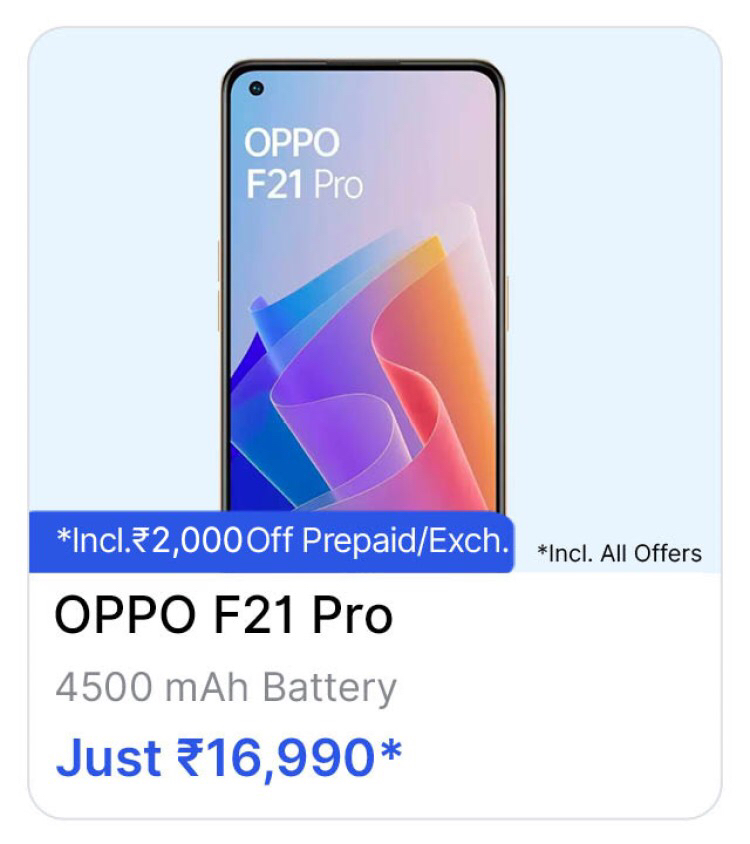 OPPO
F21 Pro
*Incl.₹2,000 Off Prepaid/Exch.
*Incl. All Offers
OPPO F21 Pro
4500 mAh Battery
Just ₹16,990*